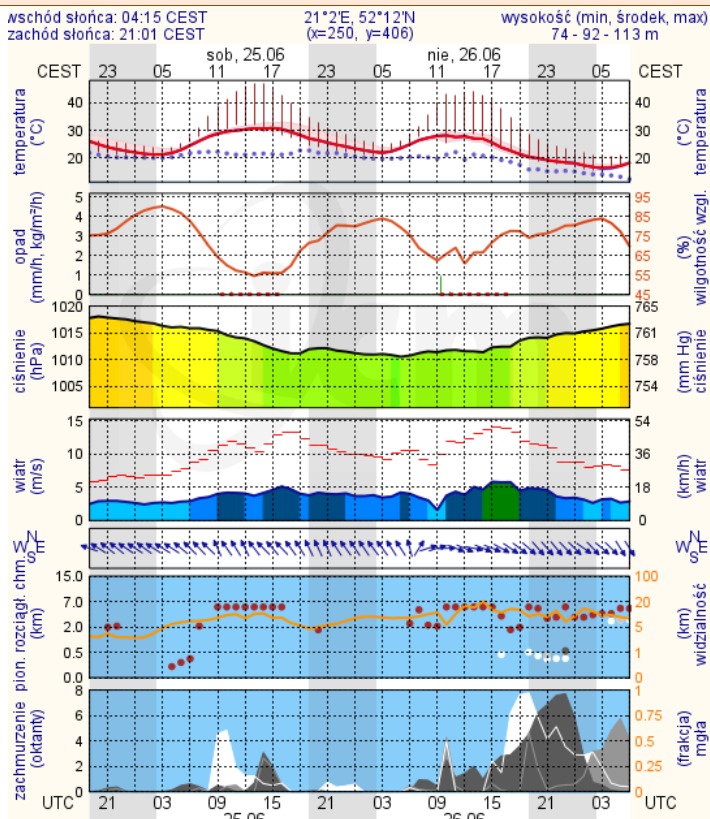 wschód słońca: 04:15 CEST 21°2'E, 52°12'N wysokość (min, środek, max)
zachód słońca: 21:01 CEST (x=250, y=406) 74 - 92 - 113 m
sob, 25.06 nie, 26.06
CEST 23 05 11 17 23 05 11 17 23 05 CEST
temperatura (°C)
40 30 20
40 30 20
temperatura (°C)
opad (mm/h, kg/m²/h)
5 4 3 2 1 0
95 85 75 65 55 45
wilgotność wzgl. (%)
ciśnienie (hPa)
1020 1015 1010 1005
765 761 758 754
ciśnienie (mm Hg)
wiatr (m/s)
15 10 5 0
54 36 18 0
wiatr (km/h)
N W E S
N W E S
pion. rozciągł. chm. (km)
15.0 7.0 2.0 0.5 0.0
100 20 5 1 0
widzialność (km)
zachmurzenie (oktanty)
8 6 4 2 0
1 0.75 0.5 0.25 0
mgła (frakcja)
UTC 21 03 09 15 21 03 09 15 21 03 UTC
25.06 26.06